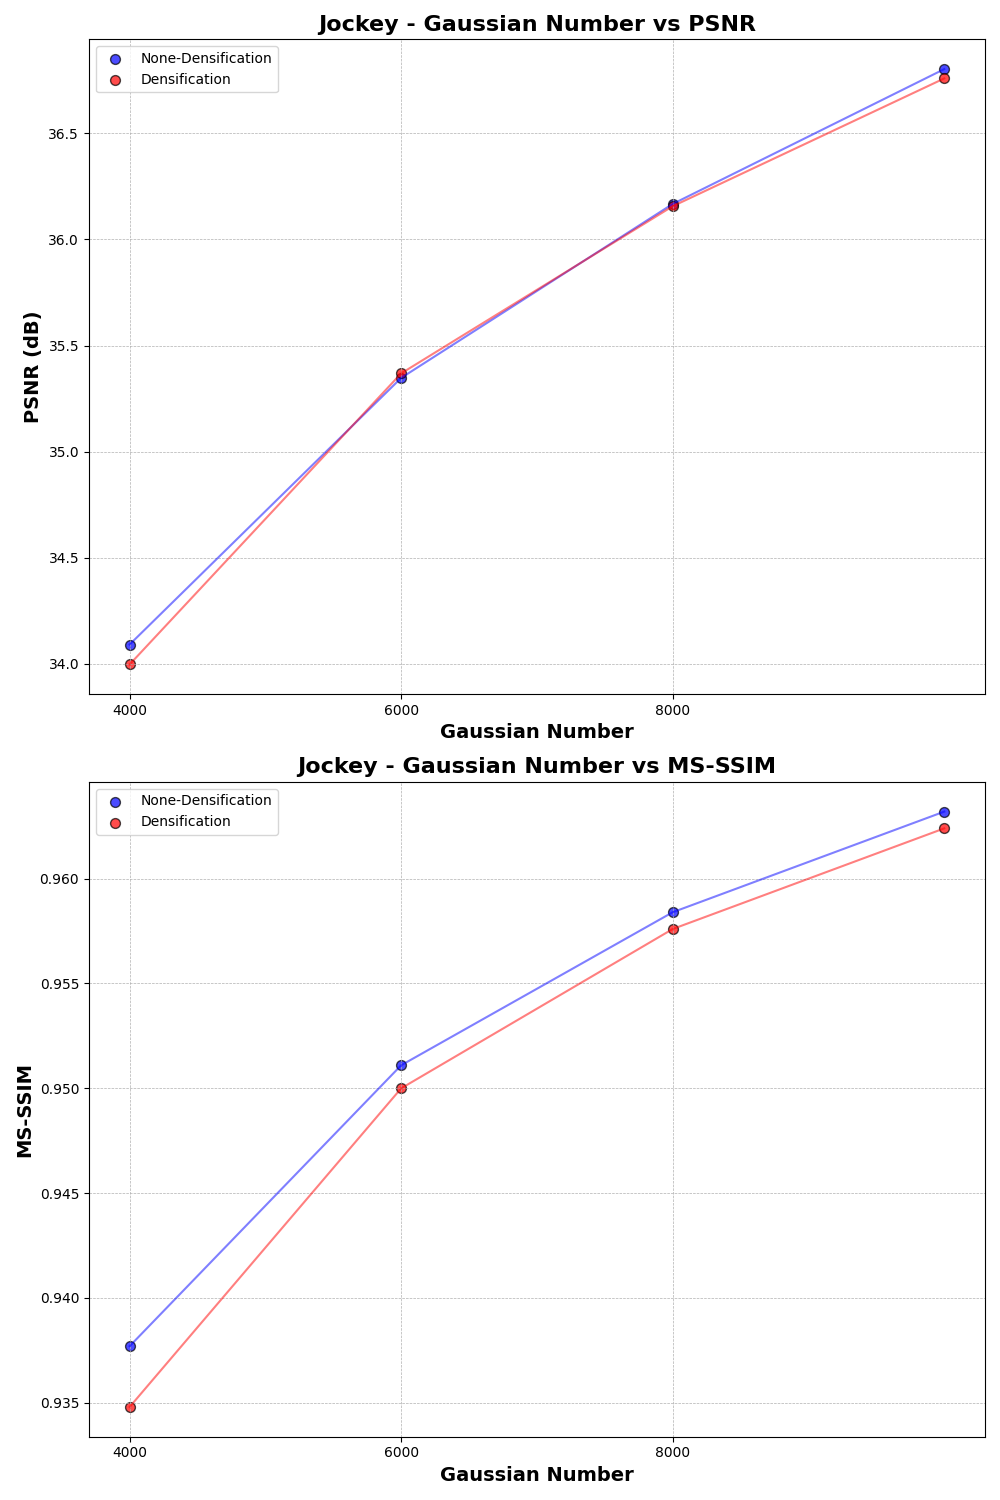 Jockey - Gaussian Number vs PSNR
None-Densification
Densification
PSNR (dB)
36.5
36.0
35.5
35.0
34.5
34.0
4000 6000 8000
Gaussian Number
Jockey - Gaussian Number vs MS-SSIM
None-Densification
Densification
MS-SSIM
0.960
0.955
0.950
0.945
0.940
0.935
4000 6000 8000
Gaussian Number